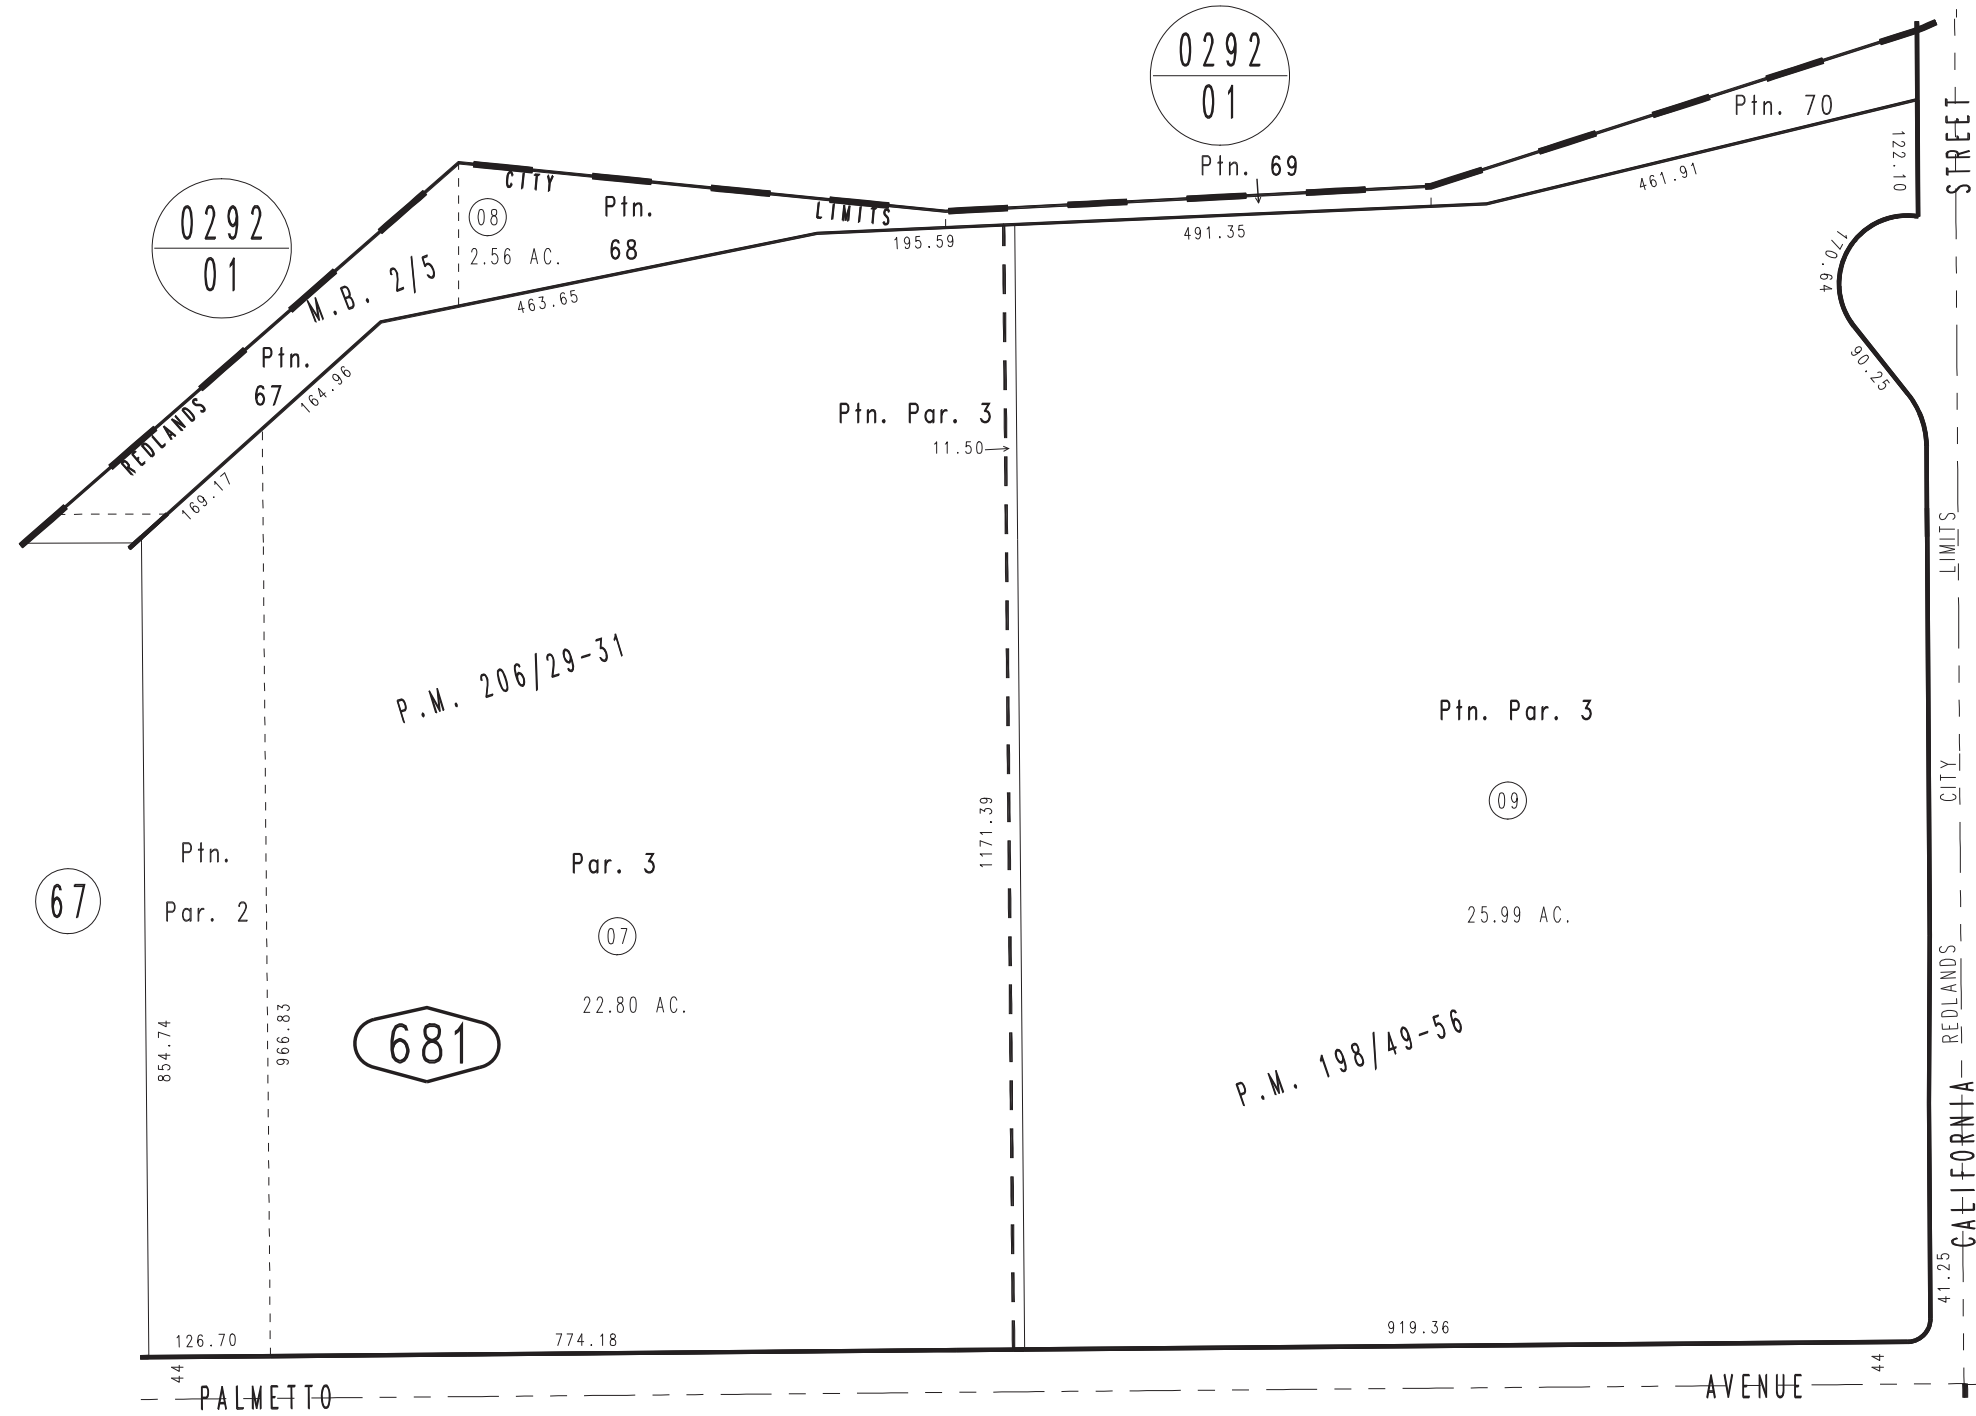 0292
01
Ptn. 70
STREET
Ptn. 69
122.10
461.91
CITY
08
Ptn.
LIMITS
0292
01
195.59
491.35
68
2.56 AC.
M.B. 2/5
170.64
463.65
Ptn.
67
164.96
90.25
REDLANDS
Ptn. Par. 3
11.50
169.17
LIMITS
P.M. 206/29-31
Ptn. Par. 3
CITY
09
1171.39
Ptn.
Par. 3
67
Par. 2
25.99 AC.
07
REDLANDS
22.80 AC.
681
854.74
966.83
P.M. 198/49-56
CALIFORNIA
41.25
126.70
774.18
919.36
44
44
PALMETTO
AVENUE